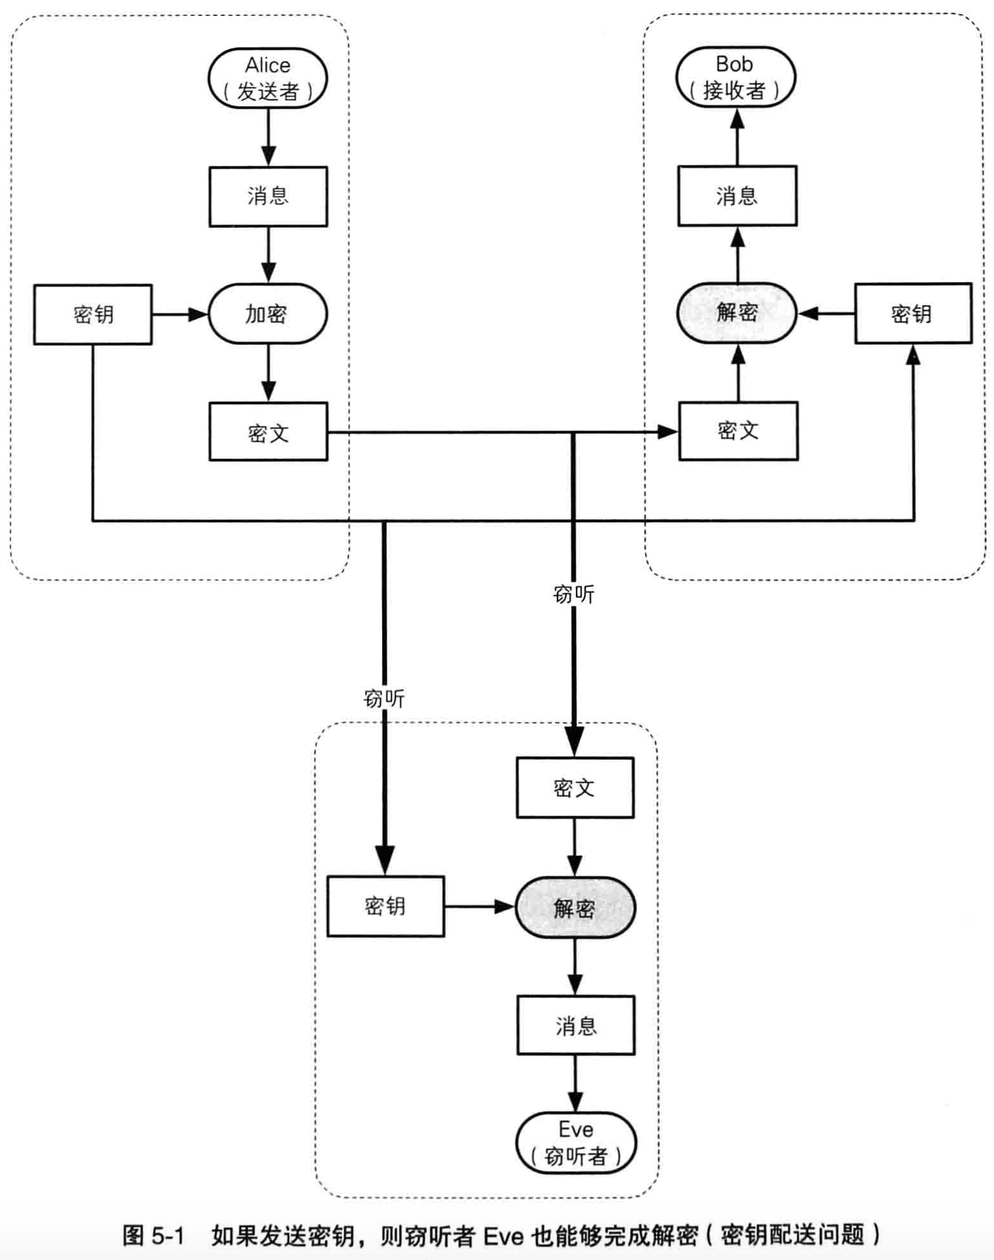 Alice
（发送者）
消息
密钥
加密
密文
Bob
（接收者）
消息
解密
密钥
密文
窃听
窃听
密文
密钥
解密
消息
Eve
（窃听者）
图 5-1 如果发送密钥，则窃听者 Eve 也能够完成解密（密钥配送问题）